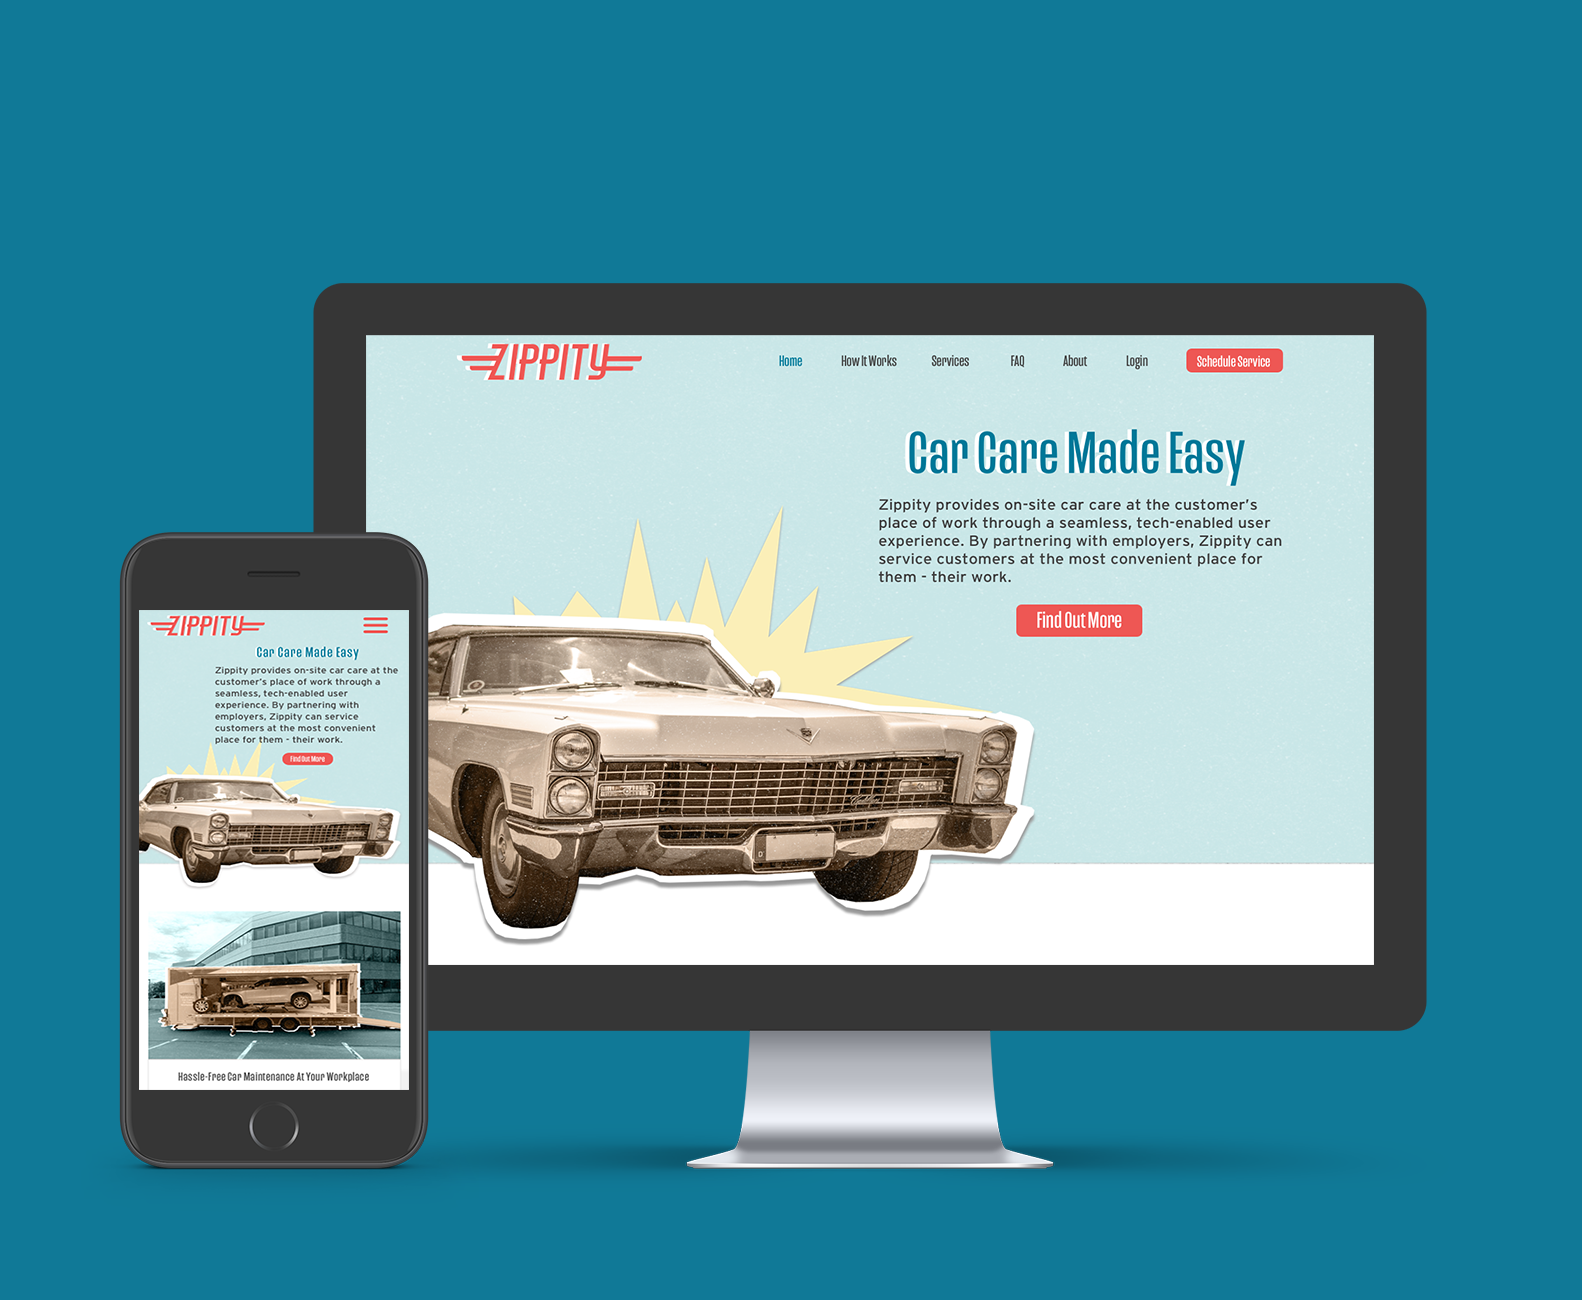 ZIPPITY
Home How It Works Services FAQ About Login Schedule Service
Car Care Made Easy
Zippity provides on-site car care at the customer's
place of work through a seamless, tech-enabled user
experience. By partnering with employers, Zippity can
service customers at the most convenient place for
them - their work.
Find Out More
ZIPPITY
Car Care Made Easy
Zippity provides on-site car care at the
customer's place of work through a
seamless, tech-enabled user
experience. By partnering with
employers, Zippity can service
customers at the most convenient
place for them - their work.
Find Out More
Hassle-Free Car Maintenance At Your Workplace